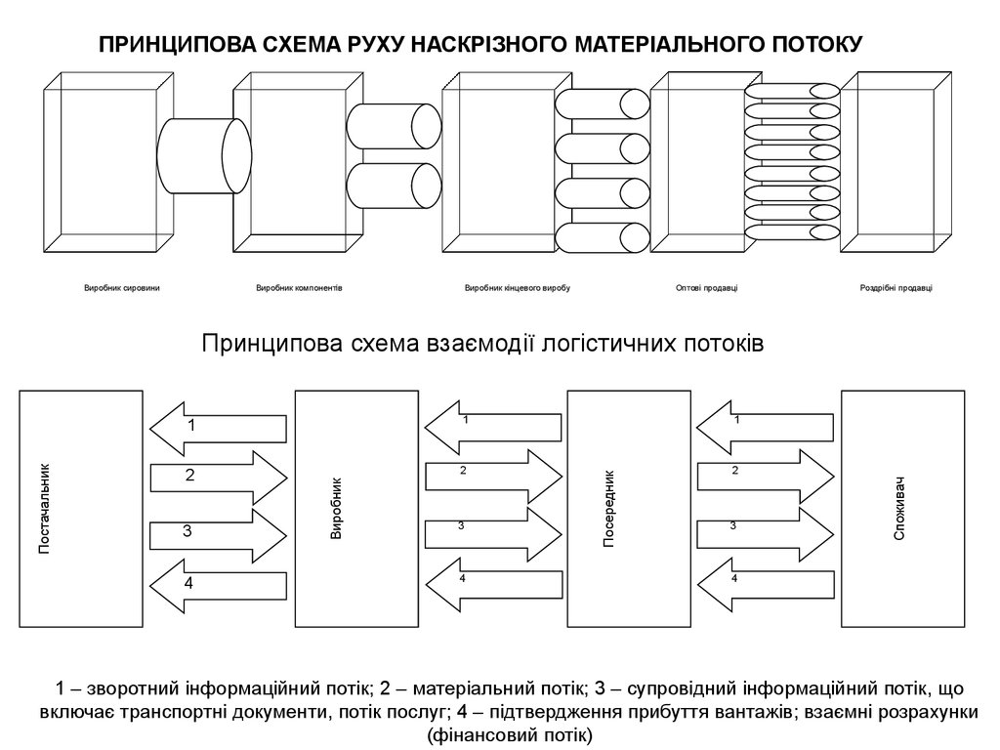 ПРИНЦИПОВА СХЕМА РУХУ НАСКРІЗНОГО МАТЕРІАЛЬНОГО ПОТОКУ
Виробник сировини
Виробник компонентів
Виробник кінцевого виробу
Оптові продавці
Роздрібні продавці
Принципова схема взаємодії логістичних потоків
Постачальник
1
2
3
4
Виробник
1
2
3
4
Посередник
1
2
3
4
Споживач
1 – зворотний інформаційний потік; 2 – матеріальний потік; 3 – супровідний інформаційний потік, що
включає транспортні документи, потік послуг; 4 – підтвердження прибуття вантажів; взаємні розрахунки
(фінансовий потік)